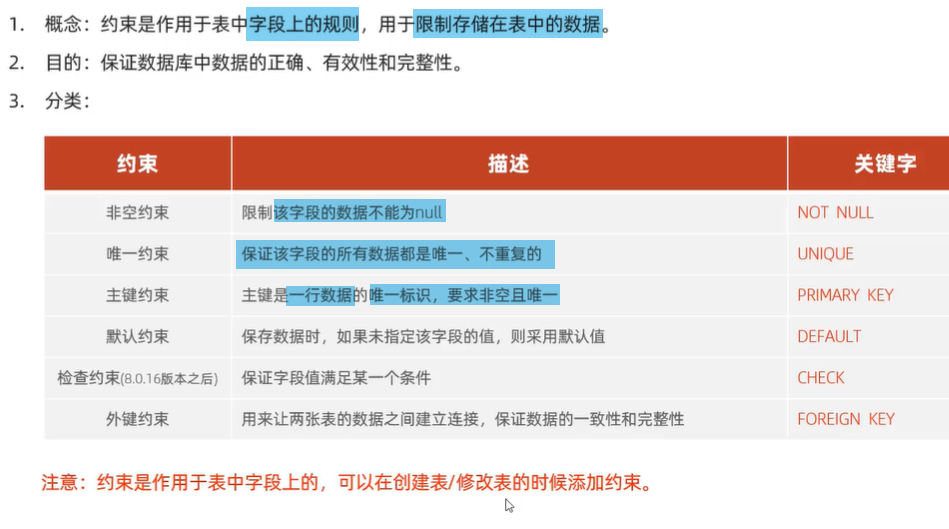 1. 概念：约束是作用于表中字段上的规则，用于限制存储在表中的数据。
2. 目的：保证数据库中数据的正确、有效性和完整性。
3. 分类：
约束 描述 关键字
非空约束 限制该字段的数据不能为null NOT NULL
唯一约束 保证该字段的所有数据都是唯一、不重复的 UNIQUE
主键约束 主键是一行数据的唯一标识，要求非空且唯一 PRIMARY KEY
默认约束 保存数据时，如果未指定该字段的值，则采用默认值 DEFAULT
检查约束(8.0.16版本之后) 保证字段值满足某一个条件 CHECK
外键约束 用来让两张表的数据之间建立连接，保证数据的一致性和完整性 FOREIGN KEY
注意：约束是作用于表中字段上的，可以在创建表/修改表的时候添加约束。